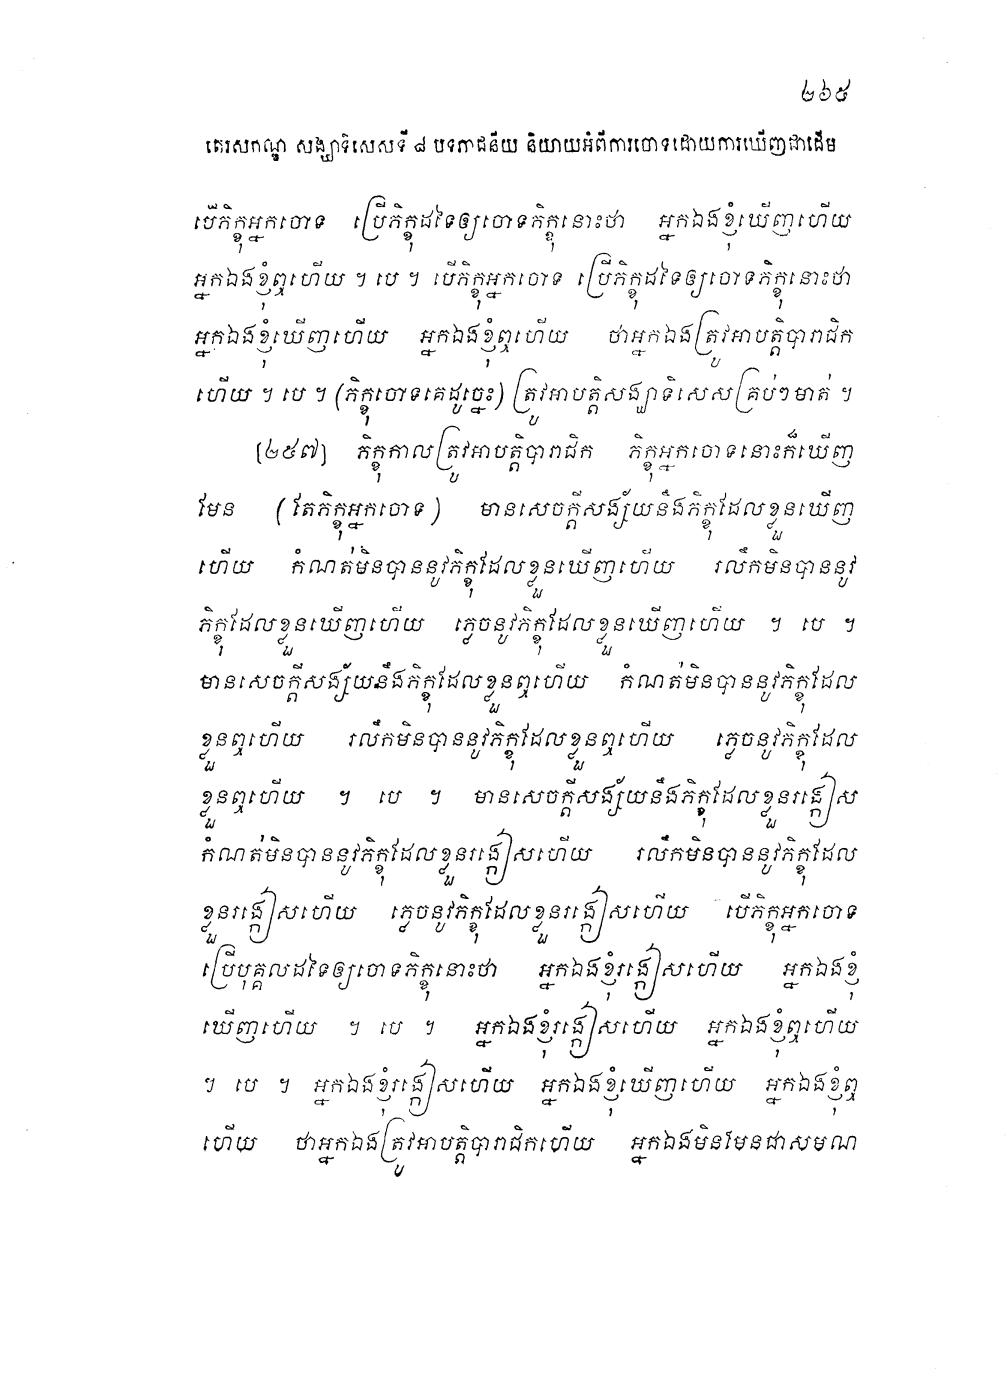 ២៦៥
តេរសកណ្ឌ សង្ឃាទិសេសទី ៨ បទភាជនីយ និយាយអំពីការចោទដោយការឃើញជាដើម
បើភិក្ខុអ្នកចោទ ប្រើភិក្ខុដទៃឲ្យចោទភិក្ខុនោះថា អ្នកឯងខ្ញុំឃើញហើយ
អ្នកឯងខ្ញុំឮហើយ ។ បេ ។ បើភិក្ខុអ្នកចោទ ប្រើភិក្ខុដទៃឲ្យចោទភិក្ខុនោះថា
អ្នកឯងខ្ញុំឃើញហើយ អ្នកឯងខ្ញុំឮហើយ ថាអ្នកឯងត្រូវអាបត្តិបារាជិក
ហើយ ។ បេ ។ (ភិក្ខុចោទគេដូច្នេះ) ត្រូវអាបត្តិសង្ឃាទិសេសគ្រប់ៗមាត់ ។
[២៥៧] ភិក្ខុកាលត្រូវអាបត្តិបារាជិក ភិក្ខុអ្នកចោទនោះក៏ឃើញ
មែន (តែភិក្ខុអ្នកចោទ) មានសេចក្តីសង្ស័យនឹងភិក្ខុដែលខ្លួនឃើញ
ហើយ កំណត់មិនបាននូវភិក្ខុដែលខ្លួនឃើញហើយ រលឹកមិនបាននូវ
ភិក្ខុដែលខ្លួនឃើញហើយ ភ្លេចនូវភិក្ខុដែលខ្លួនឃើញហើយ ។ បេ ។
មានសេចក្តីសង្ស័យនឹងភិក្ខុដែលខ្លួនឮហើយ កំណត់មិនបាននូវភិក្ខុដែល
ខ្លួនឮហើយ រលឹកមិនបាននូវភិក្ខុដែលខ្លួនឮហើយ ភ្លេចនូវភិក្ខុដែល
ខ្លួនឮហើយ ។ បេ ។ មានសេចក្តីសង្ស័យនឹងភិក្ខុដែលខ្លួនរង្កៀស
កំណត់មិនបាននូវភិក្ខុដែលខ្លួនរង្កៀសហើយ រលឹកមិនបាននូវភិក្ខុដែល
ខ្លួនរង្កៀសហើយ ភ្លេចនូវភិក្ខុដែលខ្លួនរង្កៀសហើយ បើភិក្ខុអ្នកចោទ
ប្រើបុគ្គលដទៃឲ្យចោទភិក្ខុនោះថា អ្នកឯងខ្ញុំរង្កៀសហើយ អ្នកឯងខ្ញុំ
ឃើញហើយ ។ បេ ។ អ្នកឯងខ្ញុំរង្កៀសហើយ អ្នកឯងខ្ញុំឮហើយ
។ បេ ។ អ្នកឯងខ្ញុំរង្កៀសហើយ អ្នកឯងខ្ញុំឃើញហើយ អ្នកឯងខ្ញុំឮ
ហើយ ថាអ្នកឯងត្រូវអាបត្តិបារាជិកហើយ អ្នកឯងមិនមែនជាសមណ